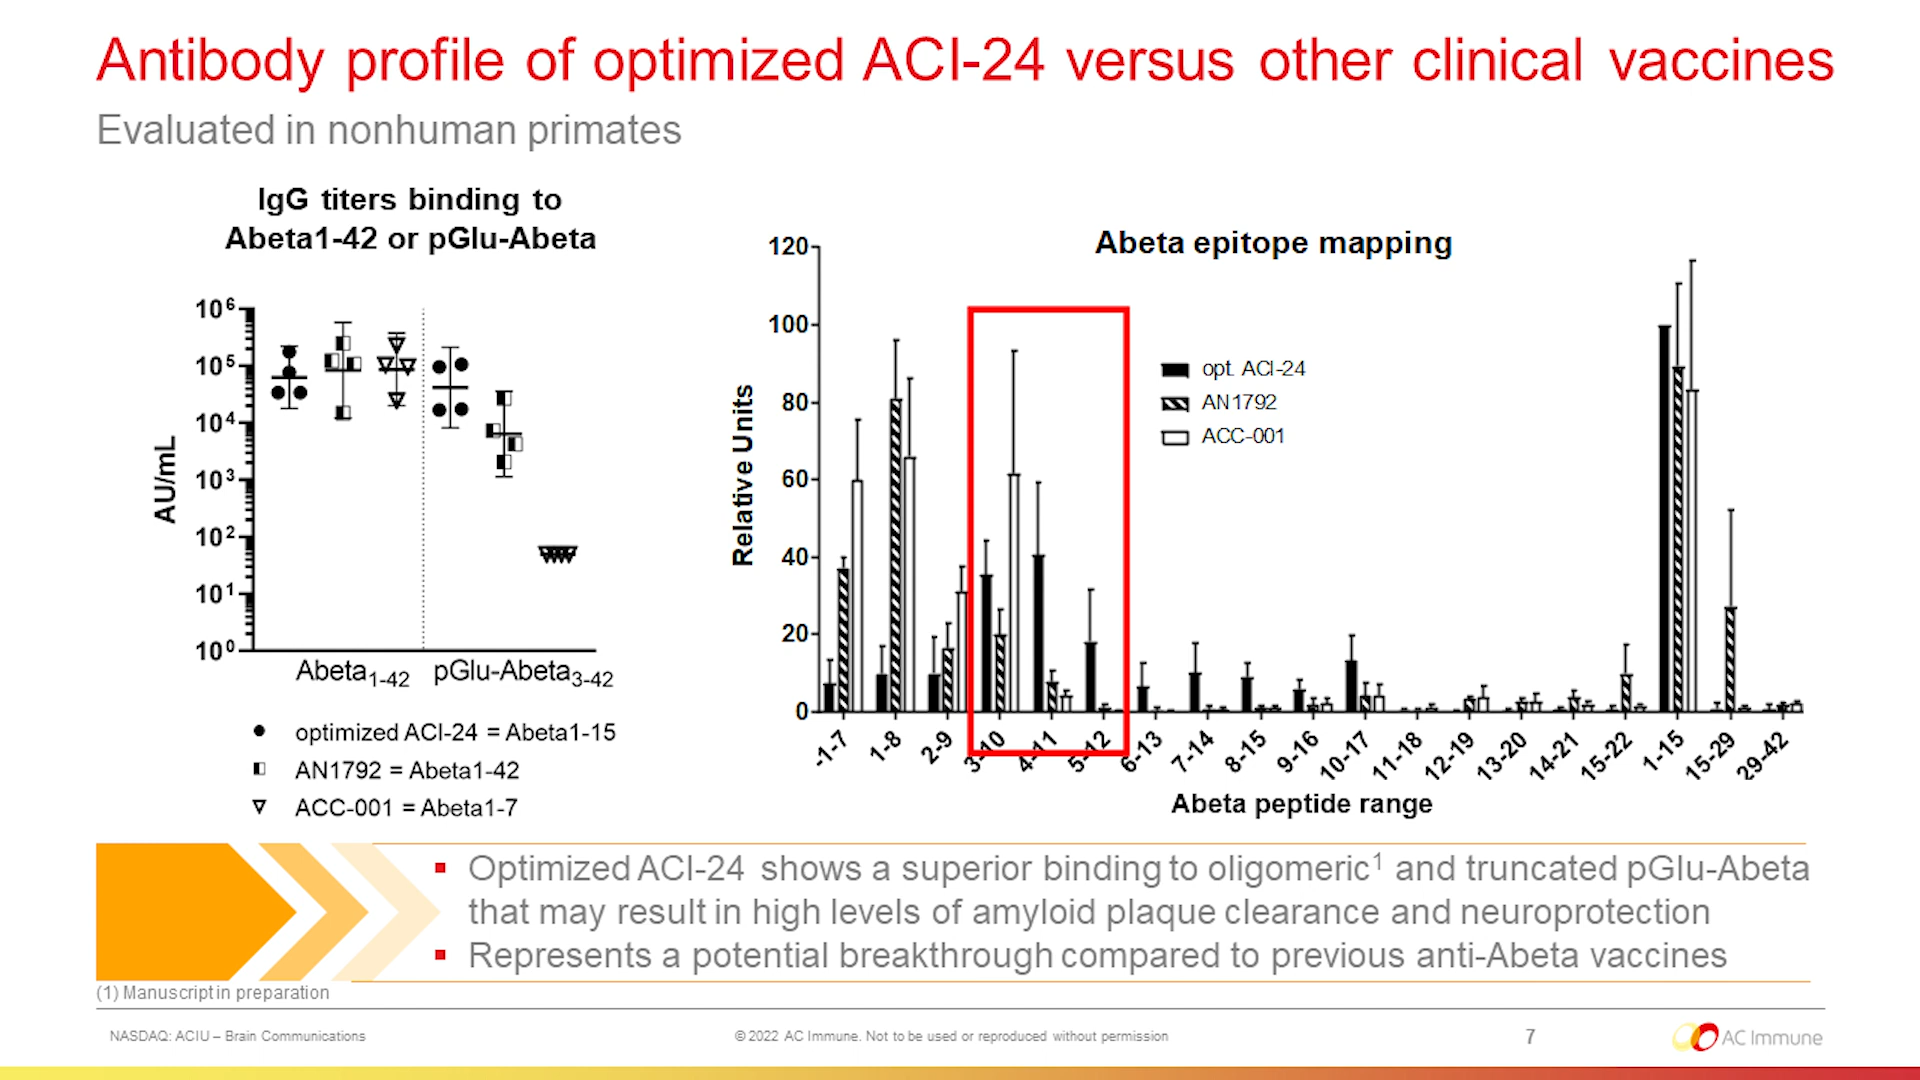 Antibody profile of optimized ACI-24 versus other clinical vaccines
Evaluated in nonhuman primates
IgG titers binding to
Abeta1-42 or pGlu-Abeta
AU/mL
10⁶
10⁵
10⁴
10³
10²
10¹
10⁰
Abeta₁₋₄₂ pGlu-Abeta₃₋₄₂
optimized ACI-24 = Abeta1-15
AN1792 = Abeta1-42
ACC-001 = Abeta1-7
Abeta epitope mapping
Relative Units
120
100
80
60
40
20
0
opt. ACI-24
AN1792
ACC-001
-1-7 1-8 2-9 3-10 4-11 5-12 6-13 7-14 8-15 9-16 10-17 11-18 12-19 13-20 14-21 15-22 1-15 15-29 29-42
Abeta peptide range
▪ Optimized ACI-24 shows a superior binding to oligomeric¹ and truncated pGlu-Abeta
that may result in high levels of amyloid plaque clearance and neuroprotection
▪ Represents a potential breakthrough compared to previous anti-Abeta vaccines
(1) Manuscript in preparation
NASDAQ: ACIU – Brain Communications
© 2022 AC Immune. Not to be used or reproduced without permission
7
AC Immune